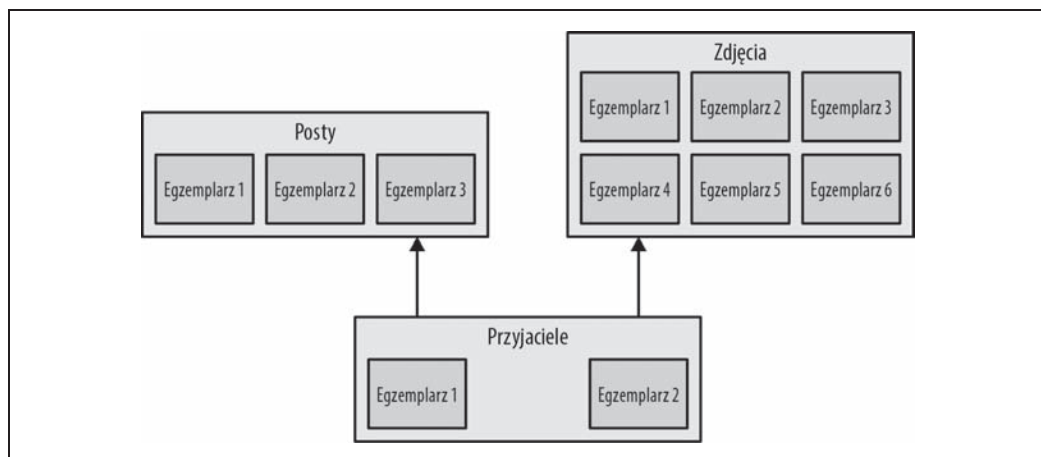 Posty
Egzemplarz 1 Egzemplarz 2 Egzemplarz 3
Zdjęcia
Egzemplarz 1 Egzemplarz 2 Egzemplarz 3
Egzemplarz 4 Egzemplarz 5 Egzemplarz 6
Przyjaciele
Egzemplarz 1 Egzemplarz 2